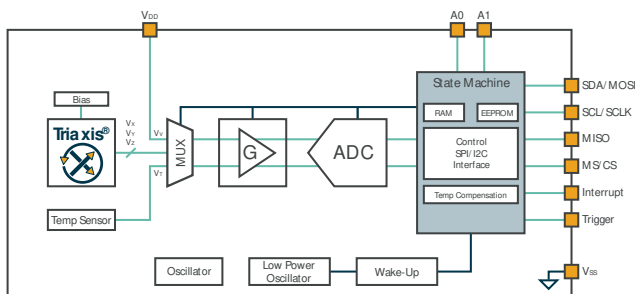 VDD
A0
A1
State Machine
SDA/MOSI
Bias
RAM
EEPROM
SCL/SCLK
Triaxis®
VX
VY
VZ
VV
MUX
G
ADC
Control
SPI/I2C
Interface
MISO
MS/CS
VT
Temp Compensation
Interrupt
Temp Sensor
Trigger
Oscillator
Low Power
Oscillator
Wake-Up
VSS